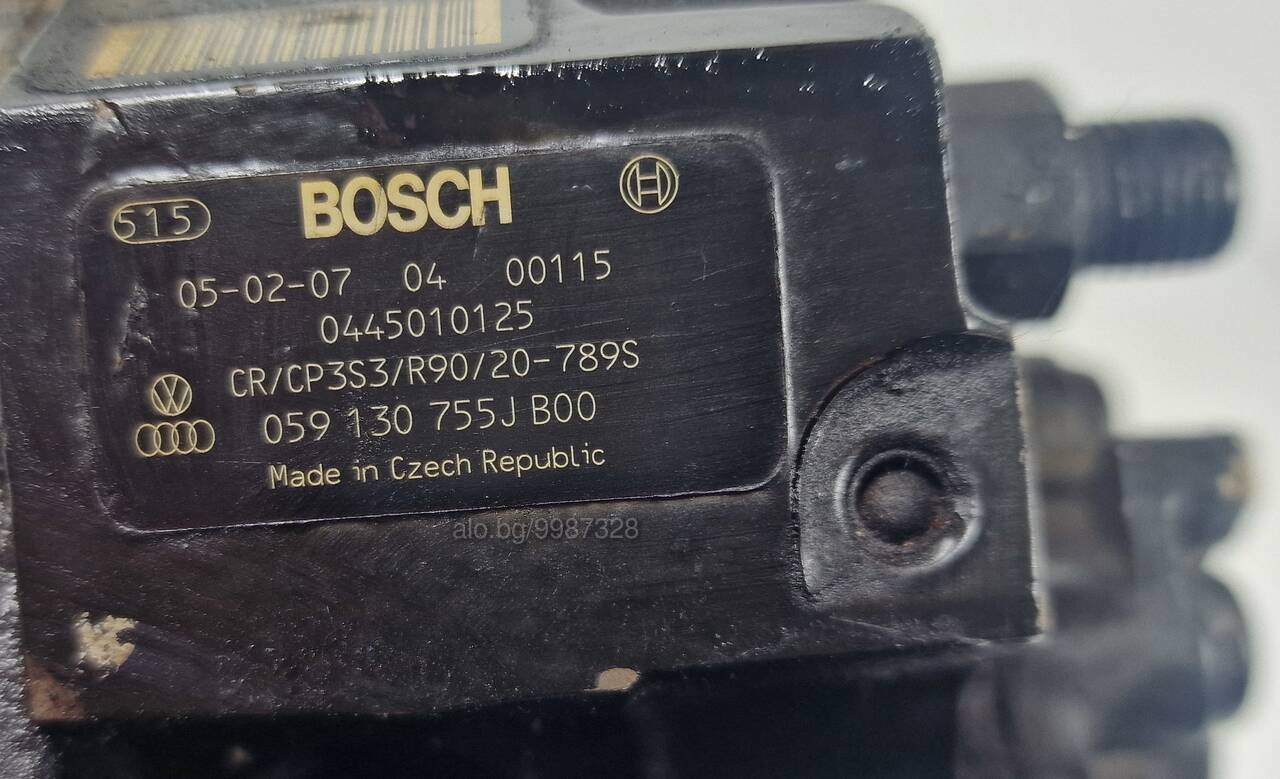 515 BOSCH
05-02-07 04 00115
0445010125
CR/CP3S3/R90/20-789S
059 130 755J B00
Made in Czech Republic
alo.bg/9987328